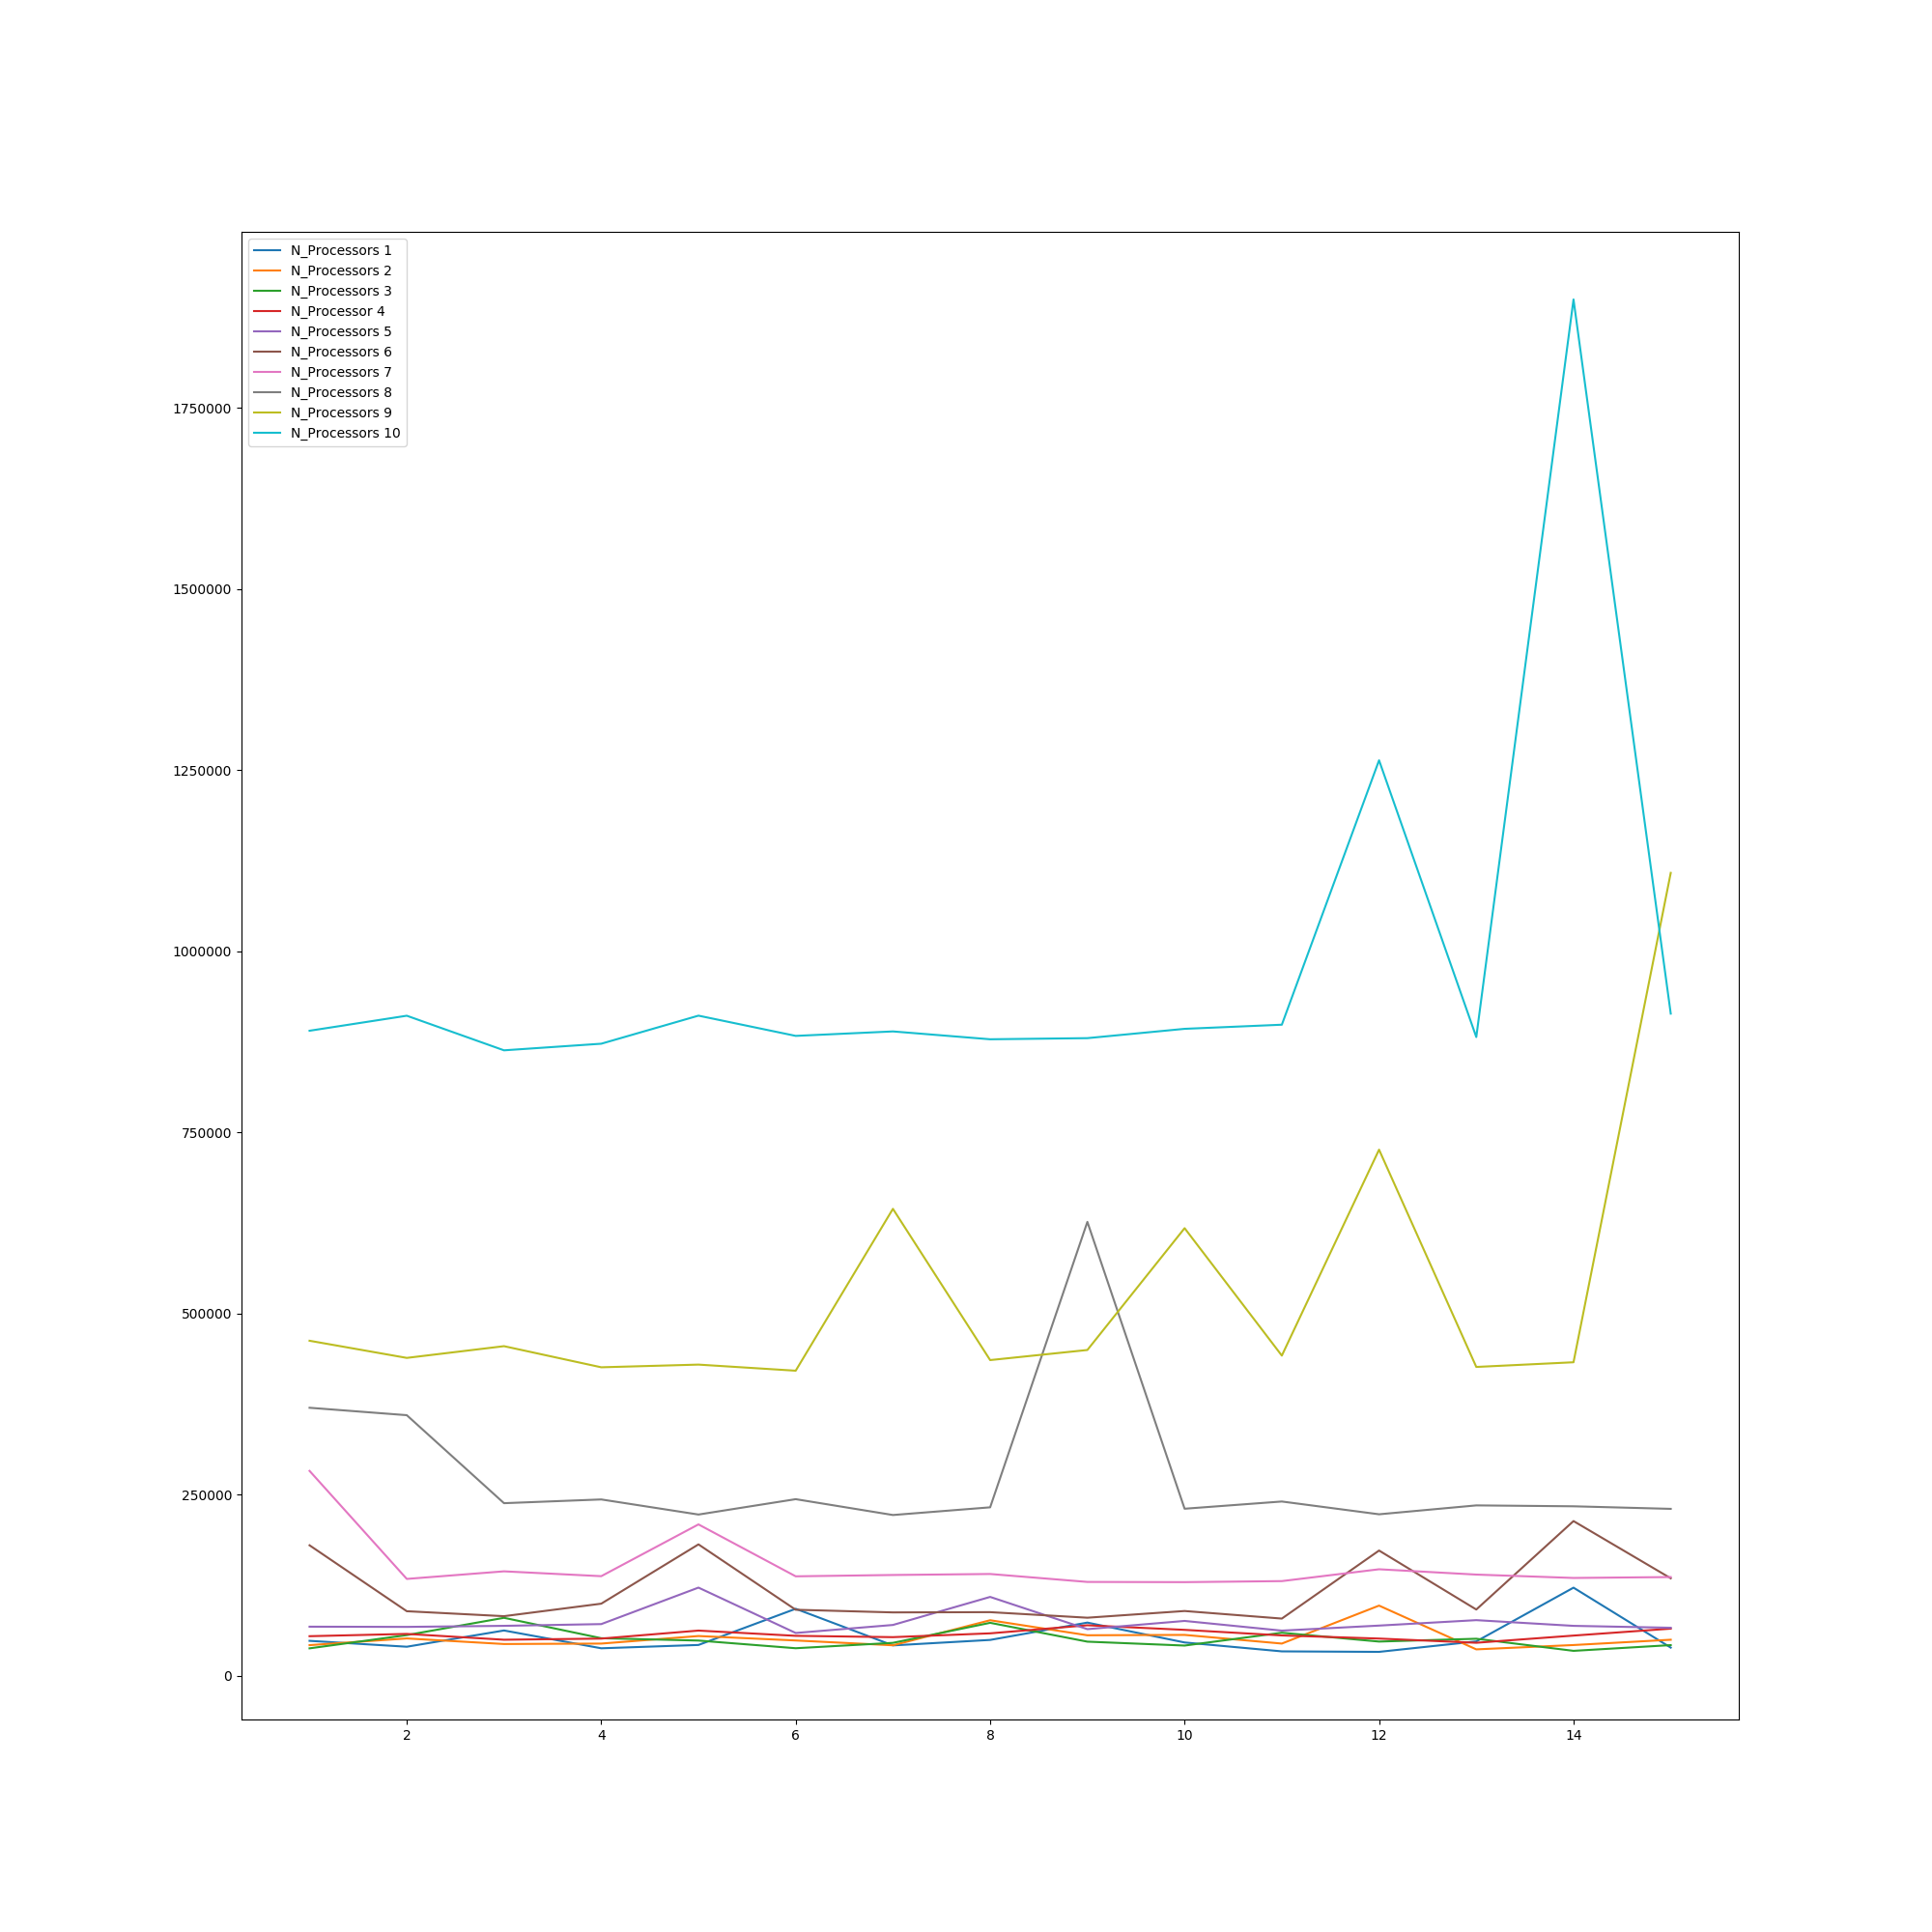 N_Processors 1
N_Processors 2
N_Processors 3
N_Processor 4
N_Processors 5
N_Processors 6
N_Processors 7
N_Processors 8
N_Processors 9
N_Processors 10
1750000
1500000
1250000
1000000
750000
500000
250000
0
2 4 6 8 10 12 14